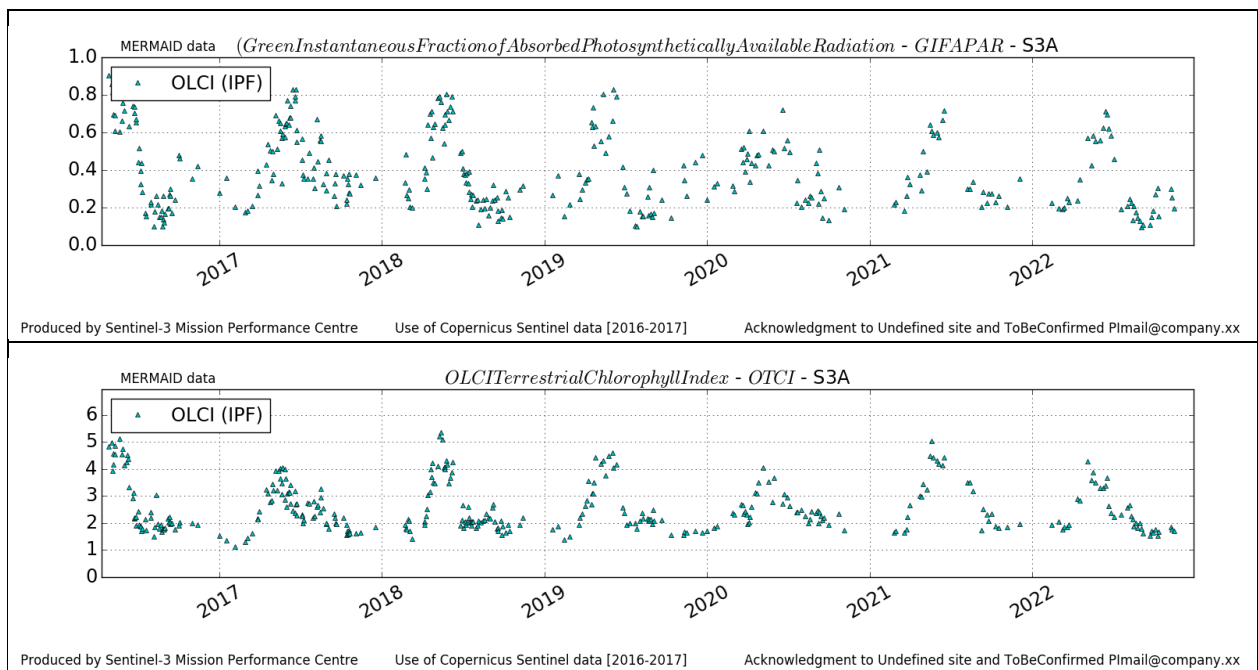 MERMAID data (GreenInstantaneousFractionofAbsorbedPhotosyntheticallyAvailableRadiation - GIFAPAR - S3A
1.0
OLCI (IPF)
0.8
0.6
0.4
0.2
0.0
2017 2018 2019 2020 2021 2022
Produced by Sentinel-3 Mission Performance Centre Use of Copernicus Sentinel data [2016-2017] Acknowledgment to Undefined site and ToBeConfirmed PImail@company.xx
MERMAID data OLCITerrestrialChlorophyllIndex - OTCI - S3A
OLCI (IPF)
6
5
4
3
2
1
0
2017 2018 2019 2020 2021 2022
Produced by Sentinel-3 Mission Performance Centre Use of Copernicus Sentinel data [2016-2017] Acknowledgment to Undefined site and ToBeConfirmed PImail@company.xx